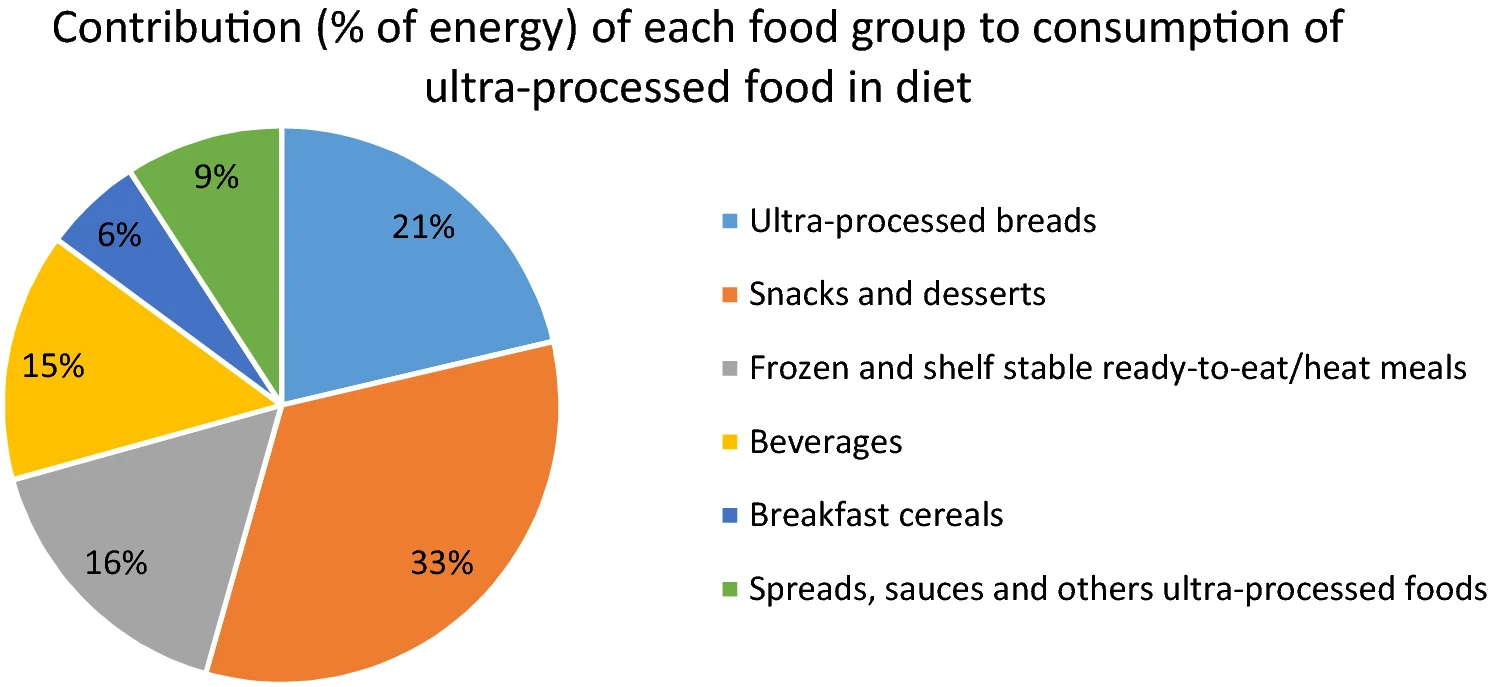 Contribution (% of energy) of each food group to consumption of
ultra-processed food in diet
9%
21%
6%
15%
16%
33%
Ultra-processed breads
Snacks and desserts
Frozen and shelf stable ready-to-eat/heat meals
Beverages
Breakfast cereals
Spreads, sauces and others ultra-processed foods